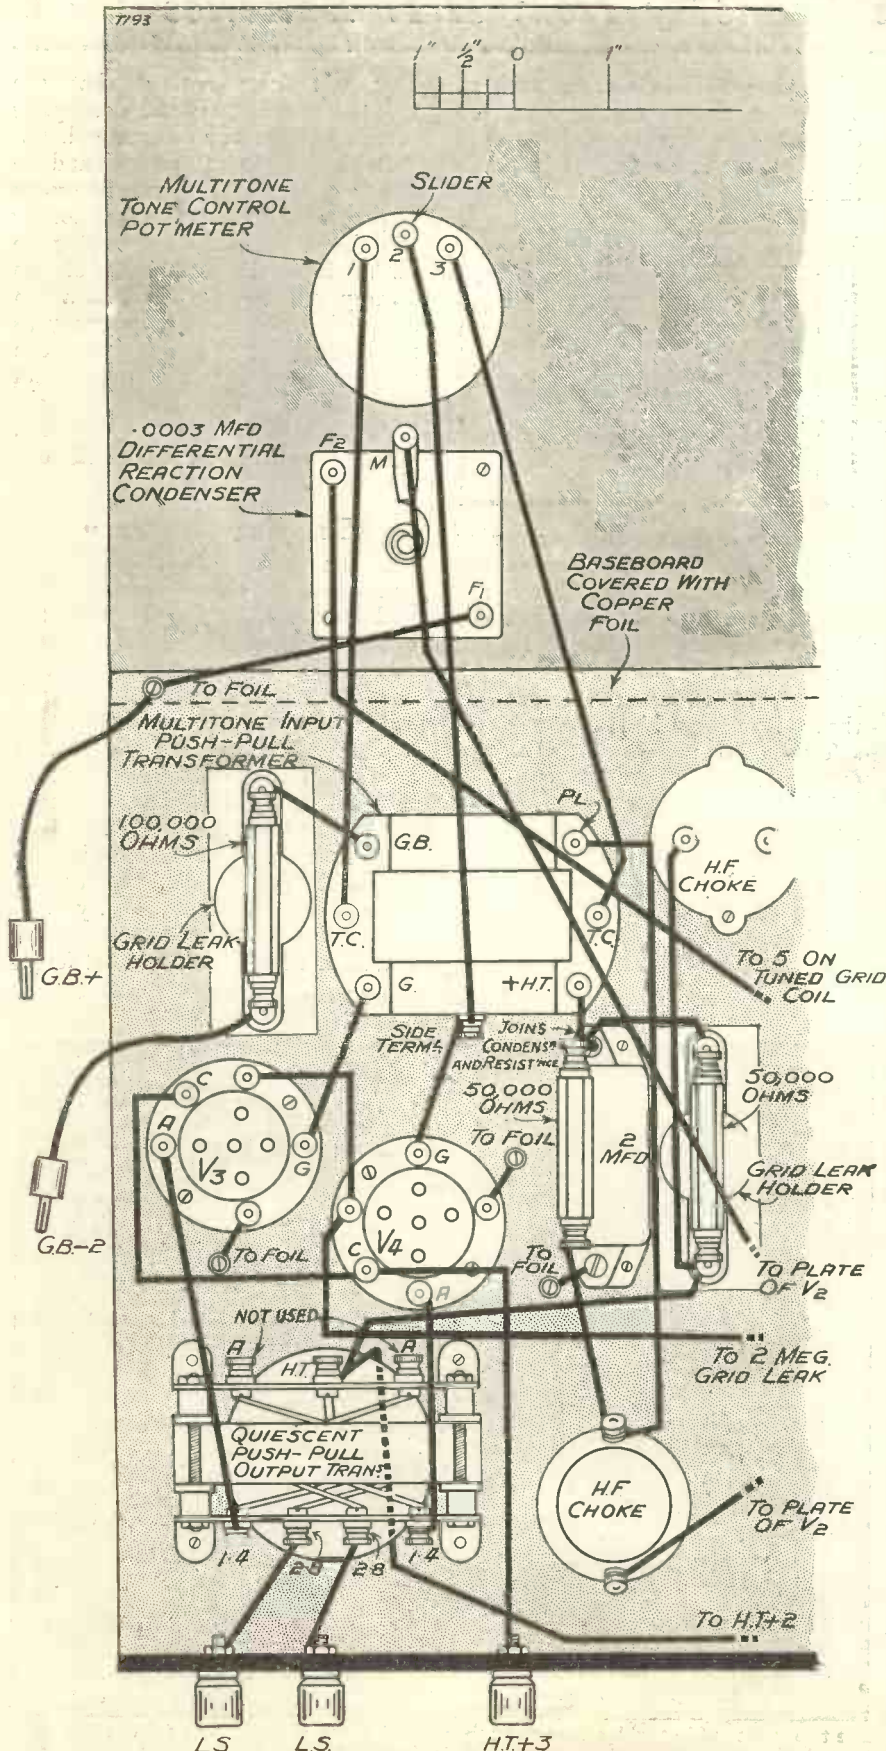 T193
1" 1/2" 0 1"
MULTITONE
TONE CONTROL
POT'METER
SLIDER
1 2 3
.0003 MFD
DIFFERENTIAL
REACTION
CONDENSER
F2
M
F1
BASEBOARD
COVERED WITH
COPPER
FOIL
TO FOIL
MULTITONE INPUT
PUSH-PULL
TRANSFORMER
100,000
OHMS
GRID LEAK
HOLDER
G.B.+
G.B.
PL.
T.C.
T.C.
G.
+H.T.
H.F.
CHOKE
TO 5 ON
TUNED GRID
COIL
SIDE
TERML
JOINS
CONDENSR
AND RESIST'NCE
50,000
OHMS
2
MFD
50,000
OHMS
GRID LEAK
HOLDER
C
A
V3
G
G.B.-2
TO FOIL
TO FOIL
G
V4
C
A
TO
FOIL
TO PLATE
OF V2
NOT USED
TO 2 MEG.
GRID LEAK
A
H.T.
A
QUIESCENT
PUSH-PULL
OUTPUT TRANS.
1·4
2·8
2·8
1·4
H.F.
CHOKE
TO PLATE
OF V2
TO H.T.+2
L.S.
L.S.
H.T.+3